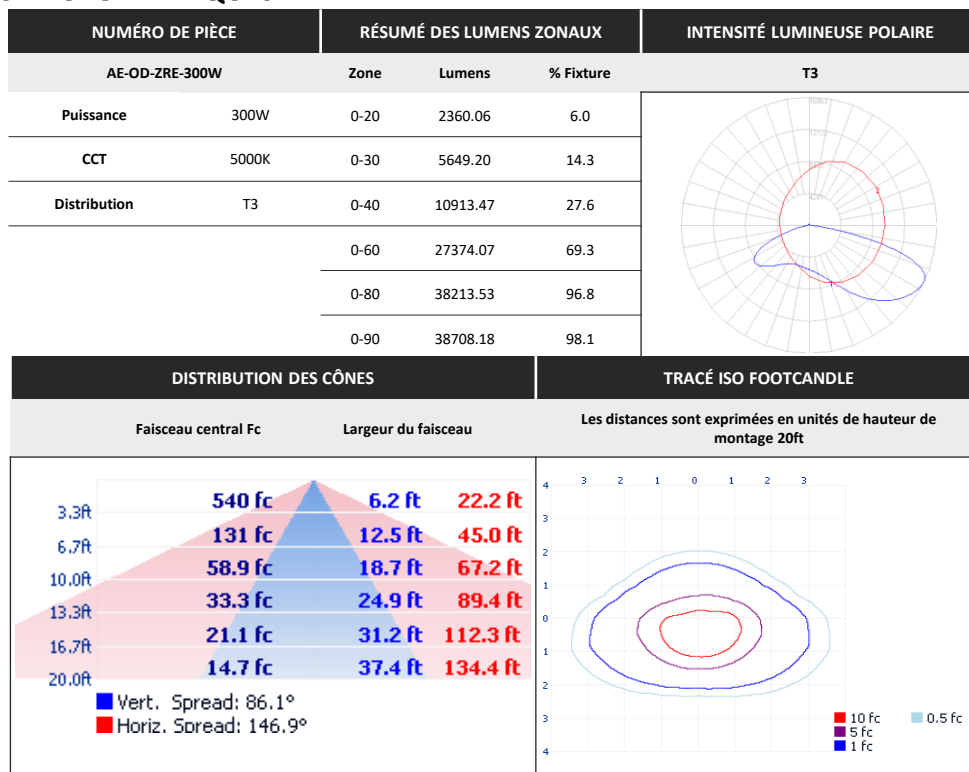 NUMÉRO DE PIÈCE
RÉSUMÉ DES LUMENS ZONAUX
INTENSITÉ LUMINEUSE POLAIRE
AE-OD-ZRE-300W
Zone Lumens % Fixture
T3
Puissance 300W
0-20 2360.06 6.0
CCT 5000K
0-30 5649.20 14.3
Distribution T3
0-40 10913.47 27.6
0-60 27374.07 69.3
0-80 38213.53 96.8
0-90 38708.18 98.1
2
1
DISTRIBUTION DES CÔNES
TRACÉ ISO FOOTCANDLE
Faisceau central Fc
Largeur du faisceau
Les distances sont exprimées en unités de hauteur de
montage 20ft
3.3ft 540 fc 6.2 ft 22.2 ft
6.7ft 131 fc 12.5 ft 45.0 ft
10.0ft 58.9 fc 18.7 ft 67.2 ft
13.3ft 33.3 fc 24.9 ft 89.4 ft
16.7ft 21.1 fc 31.2 ft 112.3 ft
20.0ft 14.7 fc 37.4 ft 134.4 ft
Vert. Spread: 86.1°
Horiz. Spread: 146.9°
3 2 1 0 1 2 3
4
3
2
1
0
1
2
3
4
10 fc
5 fc
1 fc
0.5 fc